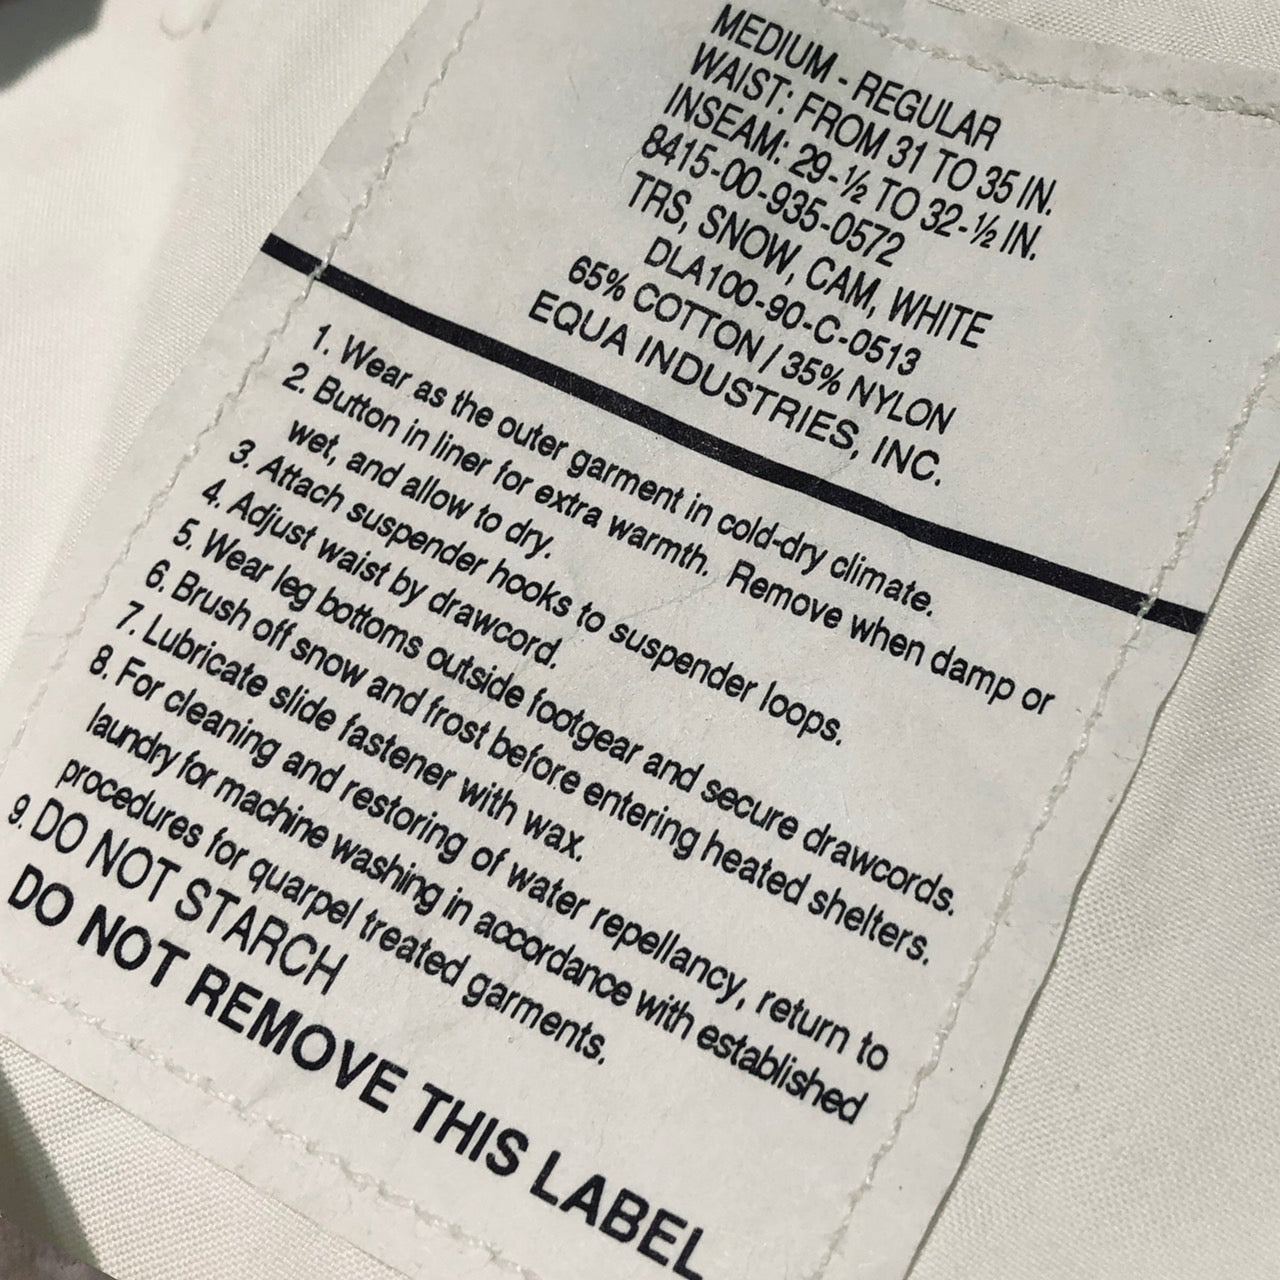 MEDIUM - REGULAR
WAIST: FROM 31 TO 35 IN.
INSEAM: 29-½ TO 32-½ IN.
8415-00-935-0572
TRS, SNOW, CAM, WHITE
DLA100-90-C-0513
65% COTTON / 35% NYLON
EQUA INDUSTRIES, INC.
1. Wear as the outer garment in cold-dry climate.
2. Button in liner for extra warmth. Remove when damp or
wet, and allow to dry.
3. Attach suspender hooks to suspender loops.
4. Adjust waist by drawcord.
5. Wear leg bottoms outside footgear and secure drawcords.
6. Brush off snow and frost before entering heated shelters.
7. Lubricate slide fastener with wax.
8. For cleaning and restoring of water repellancy, return to
laundry for machine washing in accordance with established
procedures for quarpel treated garments.
9. DO NOT STARCH
DO NOT REMOVE THIS LABEL